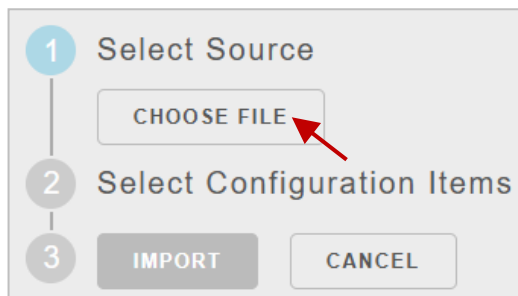 1 Select Source
CHOOSE FILE
2 Select Configuration Items
3 IMPORT CANCEL